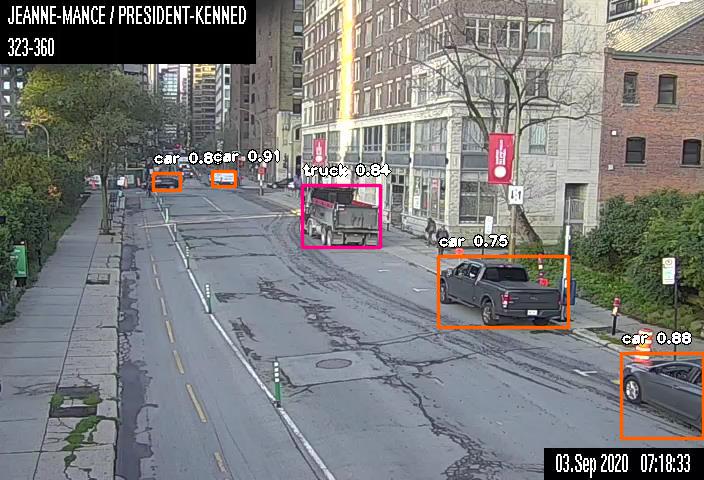 JEANNE-MANCE / PRESIDENT-KENNED
323-360
car 0.8
car 0.91
truck 0.84
car 0.75
car 0.88
03.Sep 2020 07:18:33